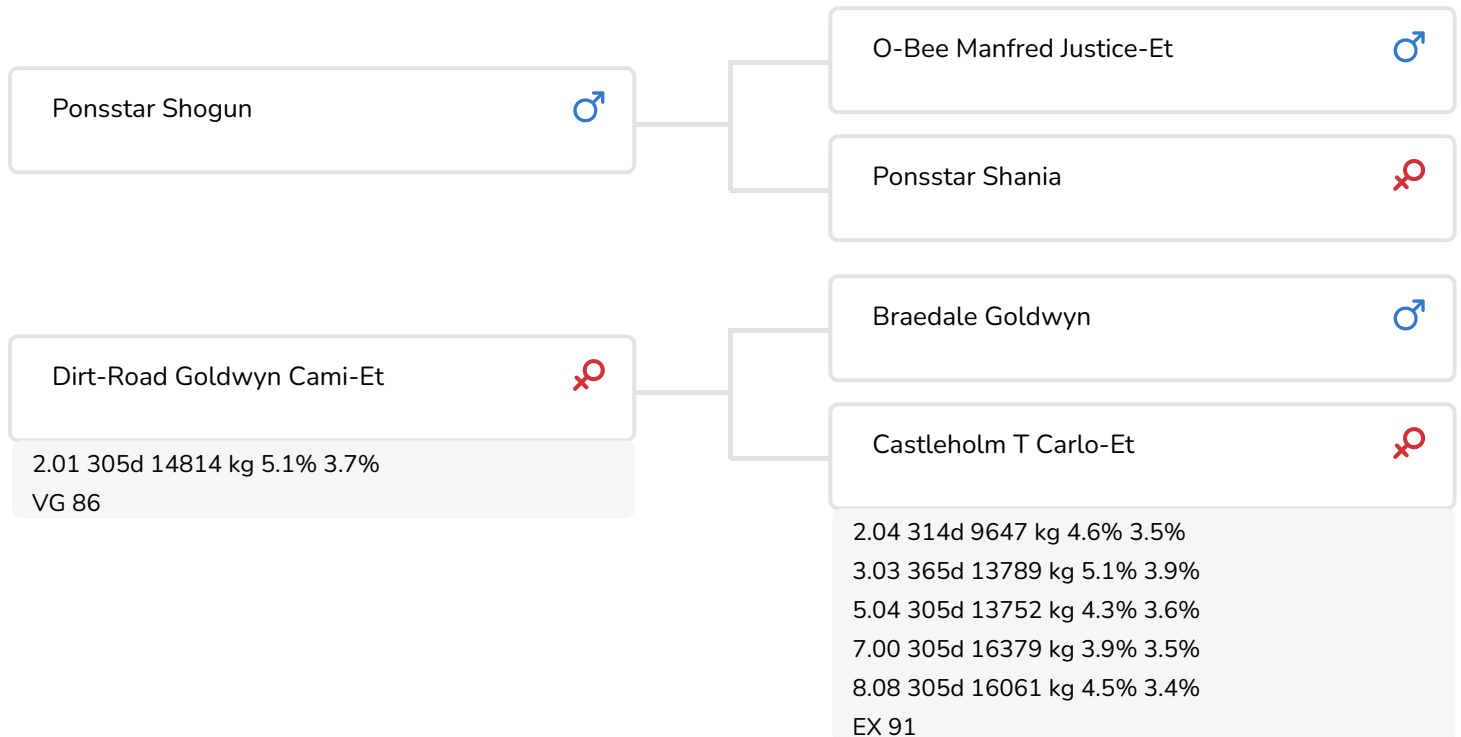 Ponsstar Shogun
O-Bee Manfred Justice-Et
Ponsstar Shania
Dirt-Road Goldwyn Cami-Et
2.01 305d 14814 kg 5.1% 3.7%
VG 86
Braedale Goldwyn
Castleholm T Carlo-Et
2.04 314d 9647 kg 4.6% 3.5%
3.03 365d 13789 kg 5.1% 3.9%
5.04 305d 13752 kg 4.3% 3.6%
7.00 305d 16379 kg 3.9% 3.5%
8.08 305d 16061 kg 4.5% 3.4%
EX 91